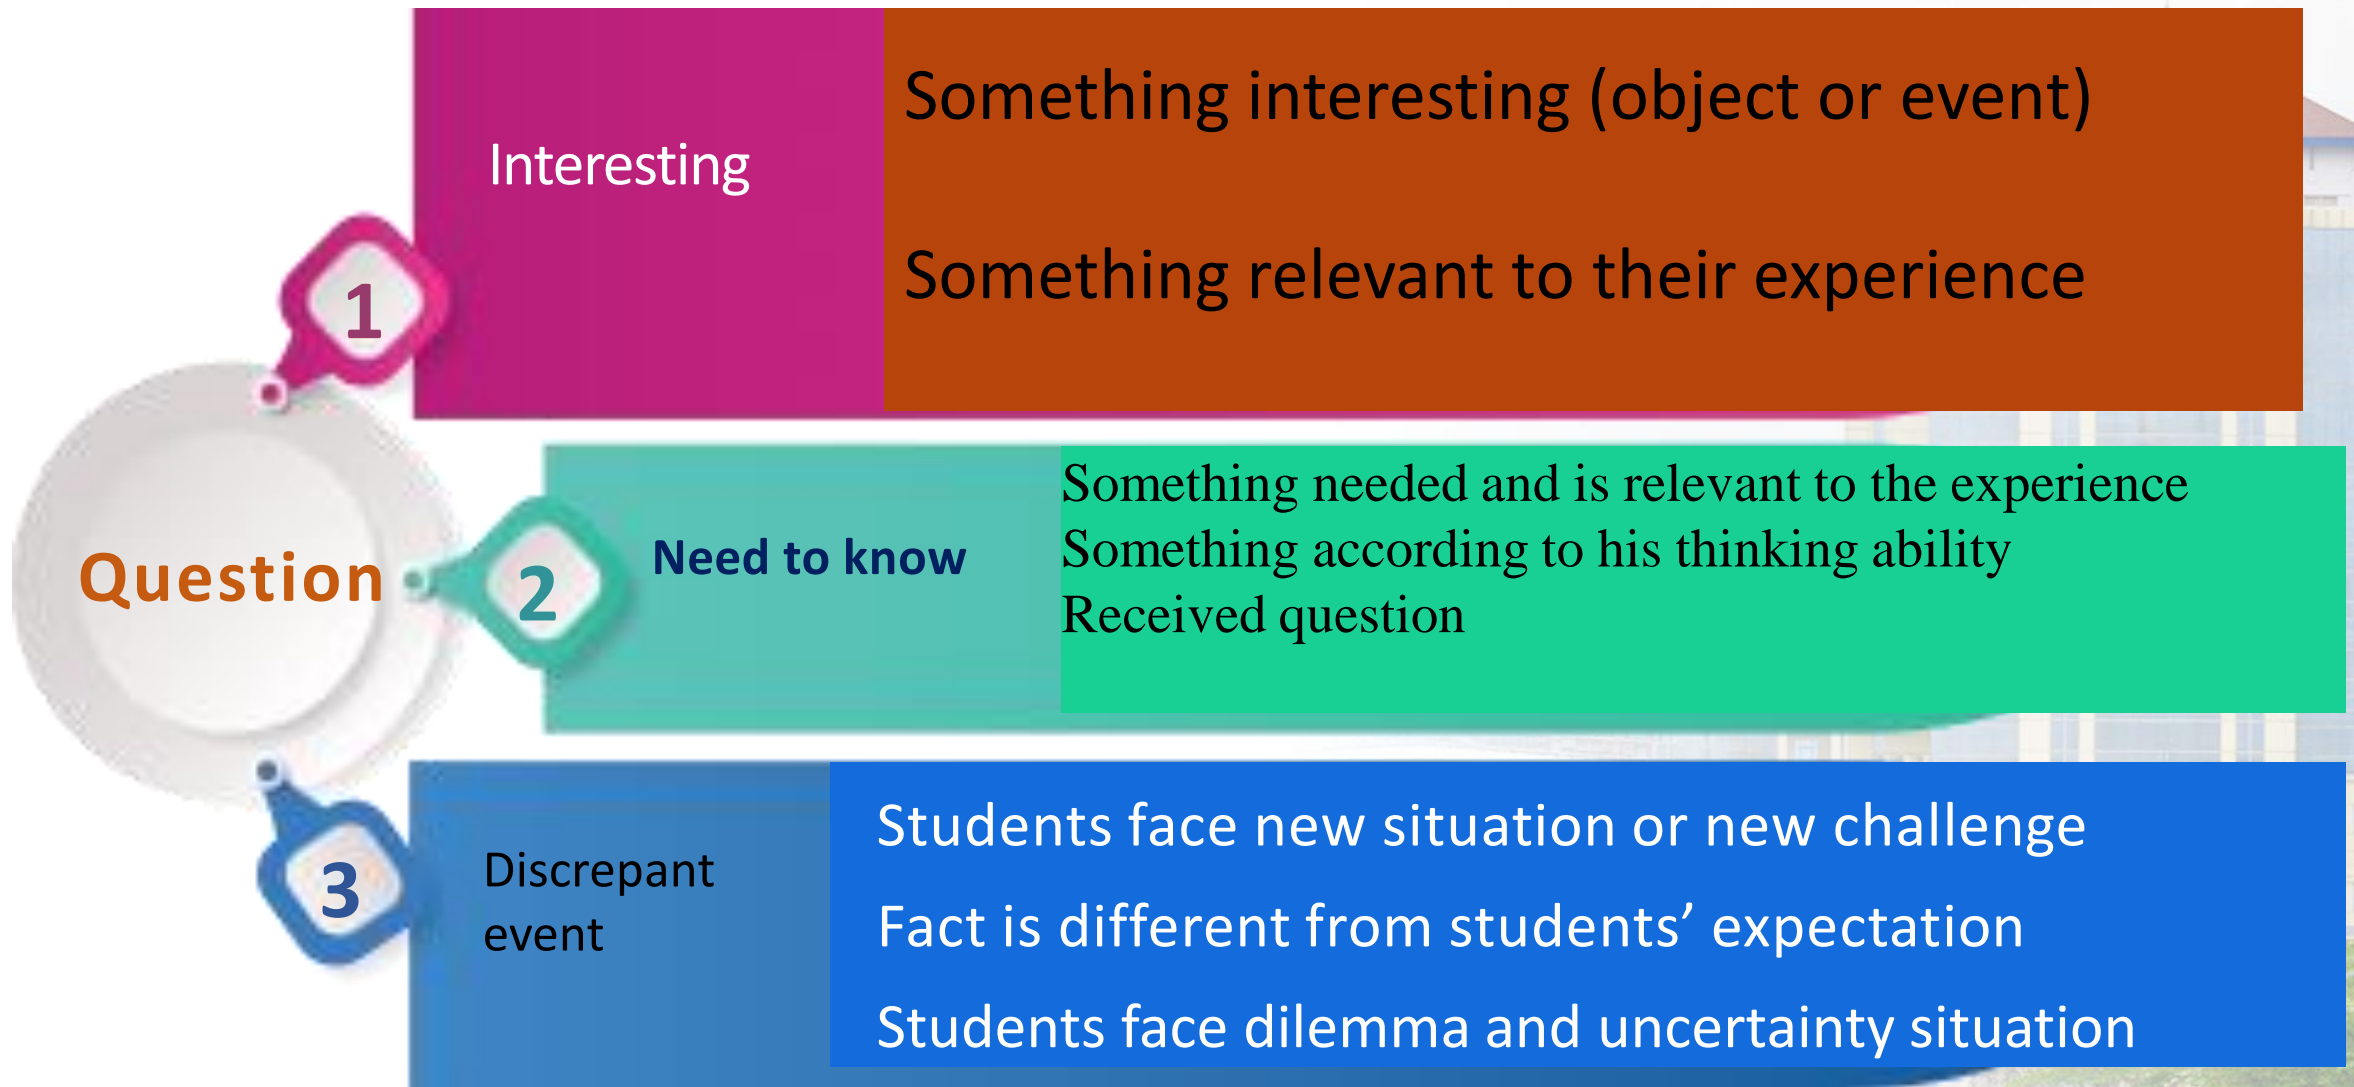 Question
1
Interesting
Something interesting (object or event)
Something relevant to their experience
2
Need to know
Something needed and is relevant to the experience
Something according to his thinking ability
Received question
3
Discrepant
event
Students face new situation or new challenge
Fact is different from students’ expectation
Students face dilemma and uncertainty situation